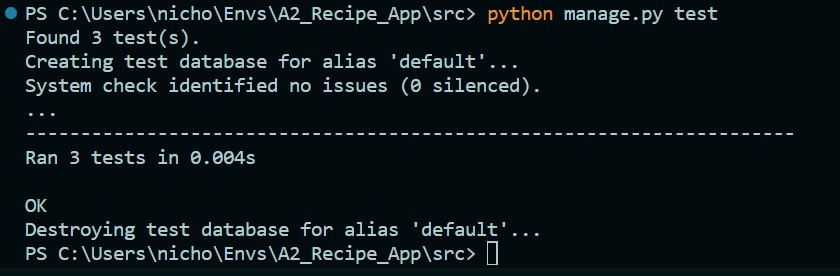 PS C:\Users\nicho\Envs\A2_Recipe_App\src> python manage.py test
Found 3 test(s).
Creating test database for alias 'default'...
System check identified no issues (0 silenced).
...
----------------------------------------------------------------------
Ran 3 tests in 0.004s

OK
Destroying test database for alias 'default'...
PS C:\Users\nicho\Envs\A2_Recipe_App\src>